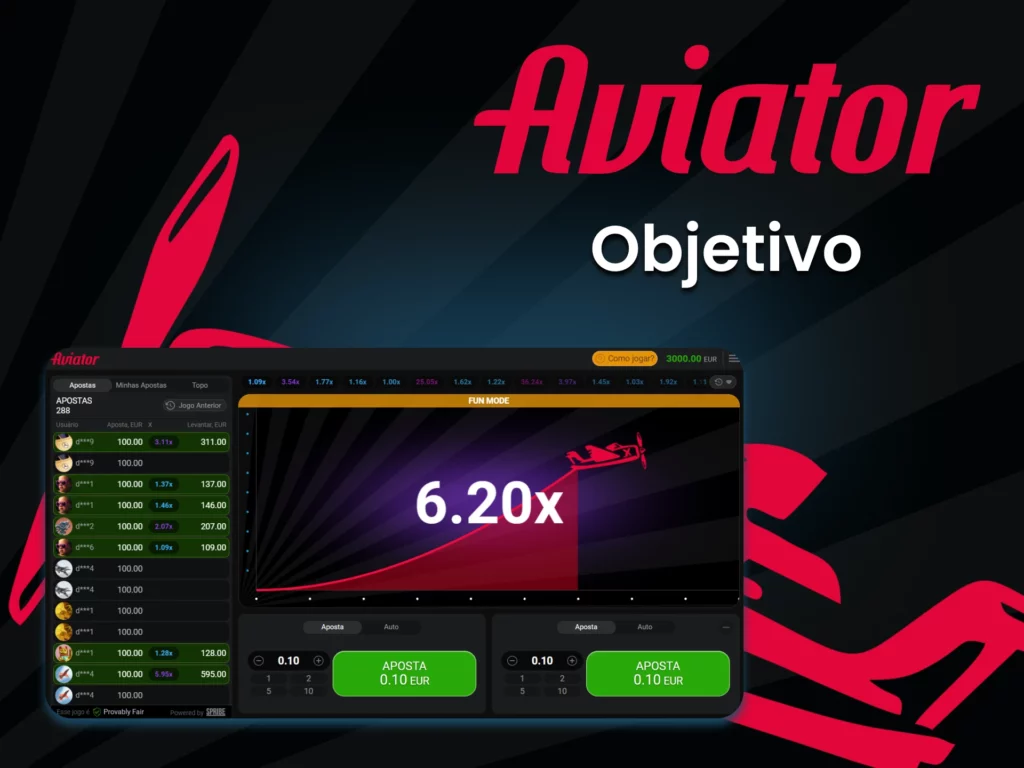 Aviator
Objetivo
Aviator
Como jogar? 3000.00 EUR
Apostas Minhas Apostas Topo
1.09x 3.54x 1.77x 1.16x 1.00x 1.62x 1.22x 1.45x 1.03x 1.92x
APOSTAS
288
Jogo Anterior
FUN MODE
Usuário Aposta, EUR X Levantar, EUR
d***9 100.00 3.11x 311.00
d***9 100.00
d***1 100.00 1.37x 137.00
d***1 100.00 1.46x 146.00
d***2 100.00 2.07x 207.00
d***6 100.00 1.09x 109.00
d***4 100.00
d***4 100.00
d***1 100.00
d***1 100.00
d***1 100.00 1.28x 128.00
d***4 100.00 5.95x 595.00
d***4 100.00
Esse jogo é Provably Fair Powered by SPRIBE
6.20x
Aposta Auto
0.10
1 2
5 10
APOSTA
0.10 EUR
Aposta Auto
0.10
1 2
5 10
APOSTA
0.10 EUR